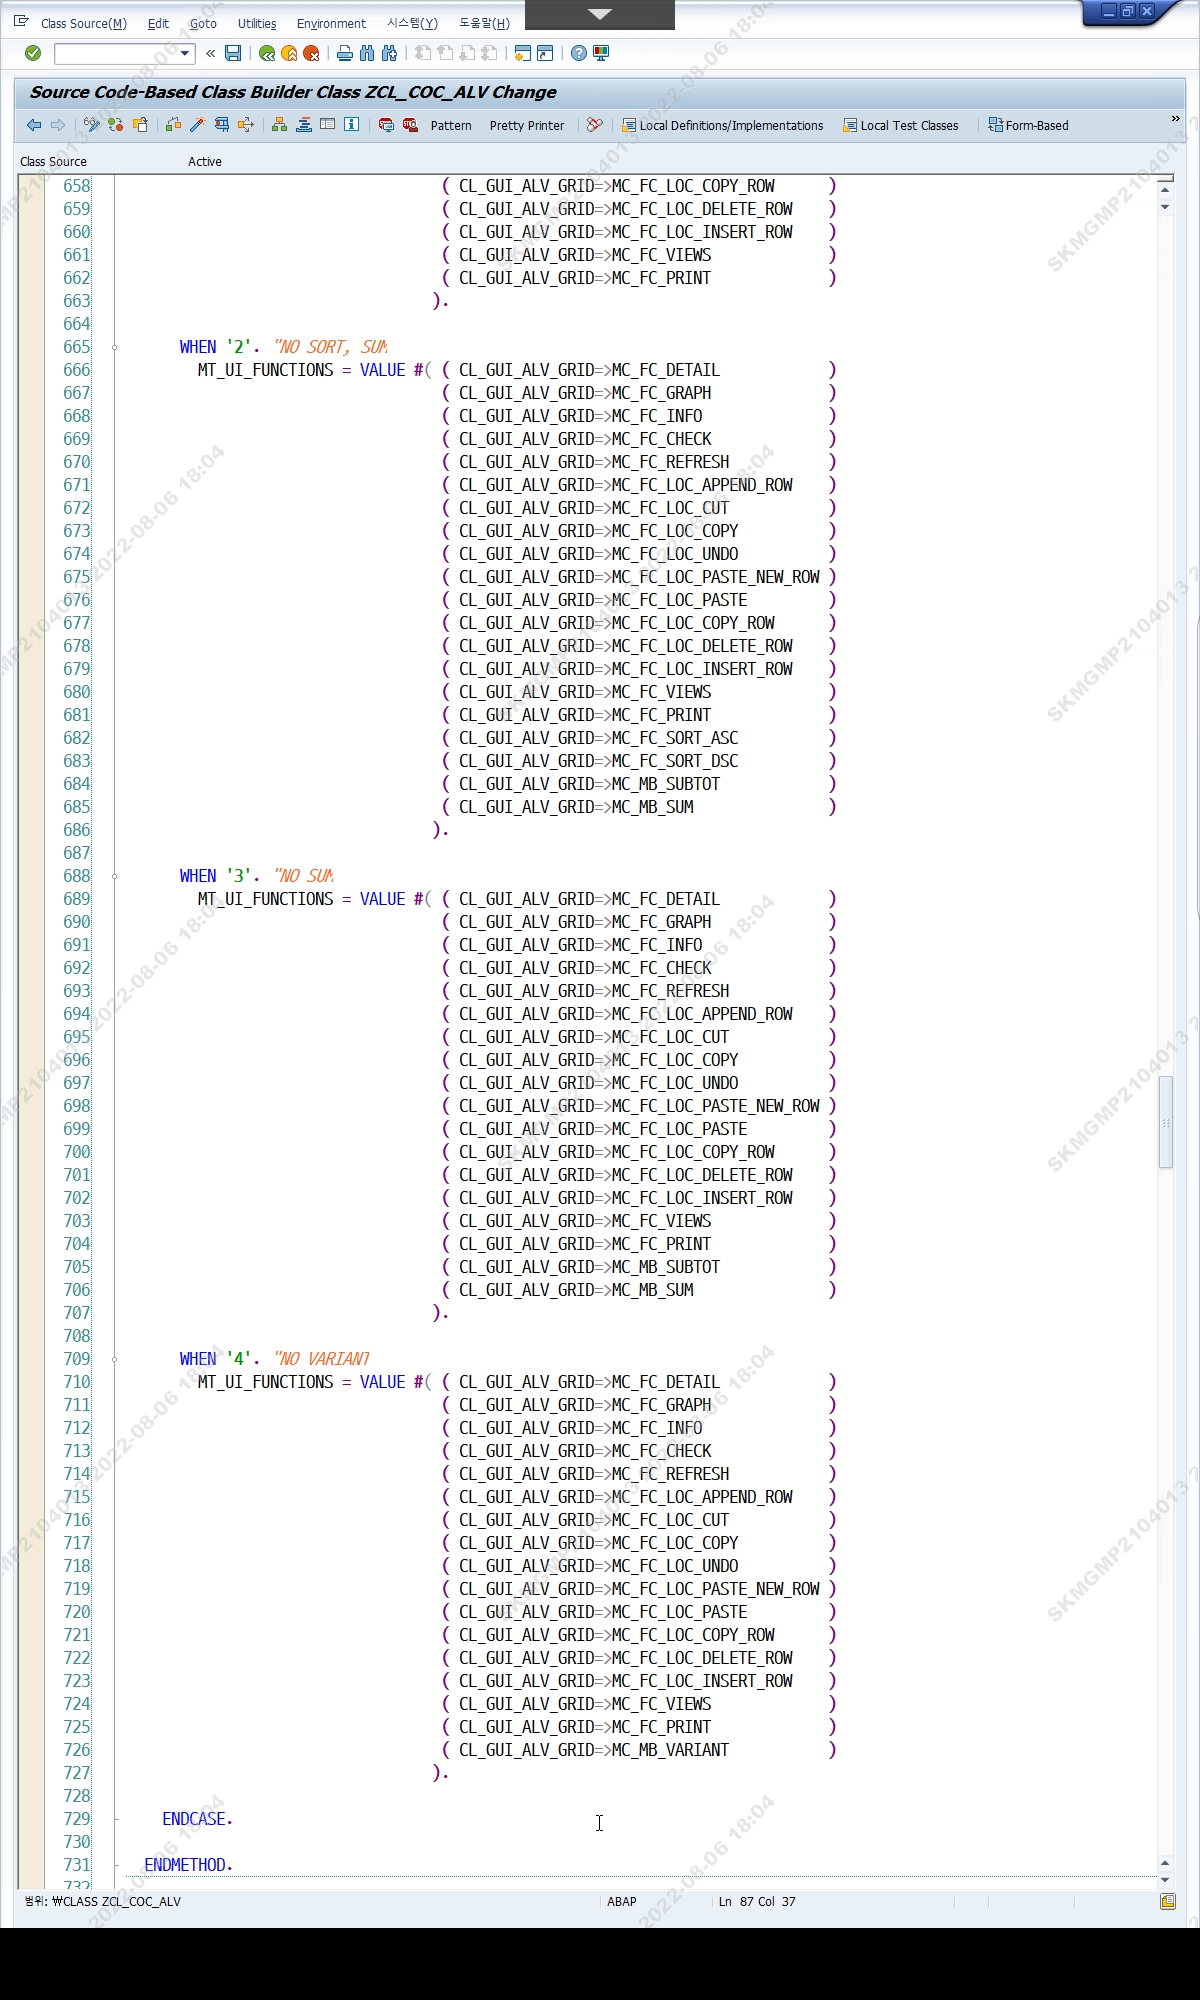 Class Source(M) Edit Goto Utilities Environment 시스템(Y) 도움말(H)
Source Code-Based Class Builder Class ZCL_COC_ALV Change
Pattern Pretty Printer Local Definitions/Implementations Local Test Classes Form-Based »
Class Source Active
658 ( CL_GUI_ALV_GRID=>MC_FC_LOC_COPY_ROW )
659 ( CL_GUI_ALV_GRID=>MC_FC_LOC_DELETE_ROW )
660 ( CL_GUI_ALV_GRID=>MC_FC_LOC_INSERT_ROW )
661 ( CL_GUI_ALV_GRID=>MC_FC_VIEWS )
662 ( CL_GUI_ALV_GRID=>MC_FC_PRINT )
663 ).
664
665 WHEN '2'. "NO SORT, SUM
666 MT_UI_FUNCTIONS = VALUE #( ( CL_GUI_ALV_GRID=>MC_FC_DETAIL )
667 ( CL_GUI_ALV_GRID=>MC_FC_GRAPH )
668 ( CL_GUI_ALV_GRID=>MC_FC_INFO )
669 ( CL_GUI_ALV_GRID=>MC_FC_CHECK )
670 ( CL_GUI_ALV_GRID=>MC_FC_REFRESH )
671 ( CL_GUI_ALV_GRID=>MC_FC_LOC_APPEND_ROW )
672 ( CL_GUI_ALV_GRID=>MC_FC_LOC_CUT )
673 ( CL_GUI_ALV_GRID=>MC_FC_LOC_COPY )
674 ( CL_GUI_ALV_GRID=>MC_FC_LOC_UNDO )
675 ( CL_GUI_ALV_GRID=>MC_FC_LOC_PASTE_NEW_ROW )
676 ( CL_GUI_ALV_GRID=>MC_FC_LOC_PASTE )
677 ( CL_GUI_ALV_GRID=>MC_FC_LOC_COPY_ROW )
678 ( CL_GUI_ALV_GRID=>MC_FC_LOC_DELETE_ROW )
679 ( CL_GUI_ALV_GRID=>MC_FC_LOC_INSERT_ROW )
680 ( CL_GUI_ALV_GRID=>MC_FC_VIEWS )
681 ( CL_GUI_ALV_GRID=>MC_FC_PRINT )
682 ( CL_GUI_ALV_GRID=>MC_FC_SORT_ASC )
683 ( CL_GUI_ALV_GRID=>MC_FC_SORT_DSC )
684 ( CL_GUI_ALV_GRID=>MC_MB_SUBTOT )
685 ( CL_GUI_ALV_GRID=>MC_MB_SUM )
686 ).
687
688 WHEN '3'. "NO SUM
689 MT_UI_FUNCTIONS = VALUE #( ( CL_GUI_ALV_GRID=>MC_FC_DETAIL )
690 ( CL_GUI_ALV_GRID=>MC_FC_GRAPH )
691 ( CL_GUI_ALV_GRID=>MC_FC_INFO )
692 ( CL_GUI_ALV_GRID=>MC_FC_CHECK )
693 ( CL_GUI_ALV_GRID=>MC_FC_REFRESH )
694 ( CL_GUI_ALV_GRID=>MC_FC_LOC_APPEND_ROW )
695 ( CL_GUI_ALV_GRID=>MC_FC_LOC_CUT )
696 ( CL_GUI_ALV_GRID=>MC_FC_LOC_COPY )
697 ( CL_GUI_ALV_GRID=>MC_FC_LOC_UNDO )
698 ( CL_GUI_ALV_GRID=>MC_FC_LOC_PASTE_NEW_ROW )
699 ( CL_GUI_ALV_GRID=>MC_FC_LOC_PASTE )
700 ( CL_GUI_ALV_GRID=>MC_FC_LOC_COPY_ROW )
701 ( CL_GUI_ALV_GRID=>MC_FC_LOC_DELETE_ROW )
702 ( CL_GUI_ALV_GRID=>MC_FC_LOC_INSERT_ROW )
703 ( CL_GUI_ALV_GRID=>MC_FC_VIEWS )
704 ( CL_GUI_ALV_GRID=>MC_FC_PRINT )
705 ( CL_GUI_ALV_GRID=>MC_MB_SUBTOT )
706 ( CL_GUI_ALV_GRID=>MC_MB_SUM )
707 ).
708
709 WHEN '4'. "NO VARIANT
710 MT_UI_FUNCTIONS = VALUE #( ( CL_GUI_ALV_GRID=>MC_FC_DETAIL )
711 ( CL_GUI_ALV_GRID=>MC_FC_GRAPH )
712 ( CL_GUI_ALV_GRID=>MC_FC_INFO )
713 ( CL_GUI_ALV_GRID=>MC_FC_CHECK )
714 ( CL_GUI_ALV_GRID=>MC_FC_REFRESH )
715 ( CL_GUI_ALV_GRID=>MC_FC_LOC_APPEND_ROW )
716 ( CL_GUI_ALV_GRID=>MC_FC_LOC_CUT )
717 ( CL_GUI_ALV_GRID=>MC_FC_LOC_COPY )
718 ( CL_GUI_ALV_GRID=>MC_FC_LOC_UNDO )
719 ( CL_GUI_ALV_GRID=>MC_FC_LOC_PASTE_NEW_ROW )
720 ( CL_GUI_ALV_GRID=>MC_FC_LOC_PASTE )
721 ( CL_GUI_ALV_GRID=>MC_FC_LOC_COPY_ROW )
722 ( CL_GUI_ALV_GRID=>MC_FC_LOC_DELETE_ROW )
723 ( CL_GUI_ALV_GRID=>MC_FC_LOC_INSERT_ROW )
724 ( CL_GUI_ALV_GRID=>MC_FC_VIEWS )
725 ( CL_GUI_ALV_GRID=>MC_FC_PRINT )
726 ( CL_GUI_ALV_GRID=>MC_MB_VARIANT )
727 ).
728
729 ENDCASE.
730
731 ENDMETHOD.
732
범위: ₩CLASS ZCL_COC_ALV ABAP Ln 87 Col 37
SKMGMP2104013 2022-08-06 18:04